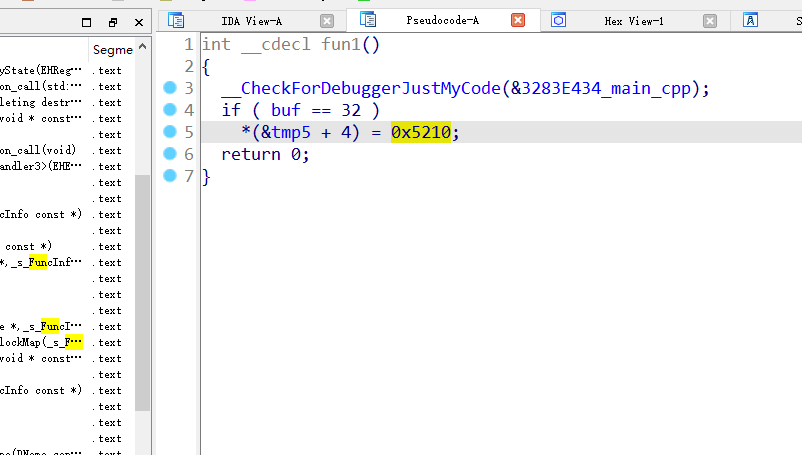 IDA View-A
Pseudocode-A
Hex View-1
Segme
yState(EHReg… .text
on_call(std:… .text
leting destr… .text
void * const… .text
.text
on_call(void) .text
andler3>(EHE… .text
.text
.text
cInfo const *) .text
.text
const *) .text
*,_s_FuncInf… .text
.text
.text
.text
e *,_s_FuncI… .text
lockMap(_s_F… .text
void * const… .text
.text
cInfo const *) .text
.text
.text
.text
1 int __cdecl fun1()
2 {
3 __CheckForDebuggerJustMyCode(&3283E434_main_cpp);
4 if ( buf == 32 )
5 *(&tmp5 + 4) = 0x5210;
6 return 0;
7 }